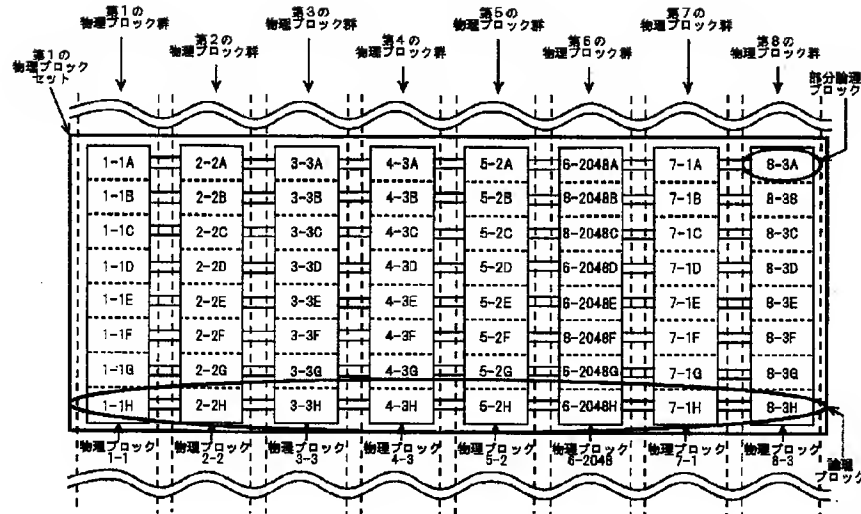 第1の
物理ブロック群
第2の
物理ブロック群
第3の
物理ブロック群
第4の
物理ブロック群
第5の
物理ブロック群
第6の
物理ブロック群
第7の
物理ブロック群
第8の
物理ブロック群
第1の
物理ブロック
セット
部分論理
ブロック
1-1A 2-2A 3-3A 4-3A 5-2A 6-2048A 7-1A 8-3A
1-1B 2-2B 3-3B 4-3B 5-2B 6-2048B 7-1B 8-3B
1-1C 2-2C 3-3C 4-3C 5-2C 6-2048C 7-1C 8-3C
1-1D 2-2D 3-3D 4-3D 5-2D 6-2048D 7-1D 8-3D
1-1E 2-2E 3-3E 4-3E 5-2E 6-2048E 7-1E 8-3E
1-1F 2-2F 3-3F 4-3F 5-2F 6-2048F 7-1F 8-3F
1-1G 2-2G 3-3G 4-3G 5-2G 6-2048G 7-1G 8-3G
1-1H 2-2H 3-3H 4-3H 5-2H 6-2048H 7-1H 8-3H
物理ブロック
1-1
物理ブロック
2-2
物理ブロック
3-3
物理ブロック
4-3
物理ブロック
5-2
物理ブロック
6-2048
物理ブロック
7-1
物理ブロック
8-3
論理
ブロック